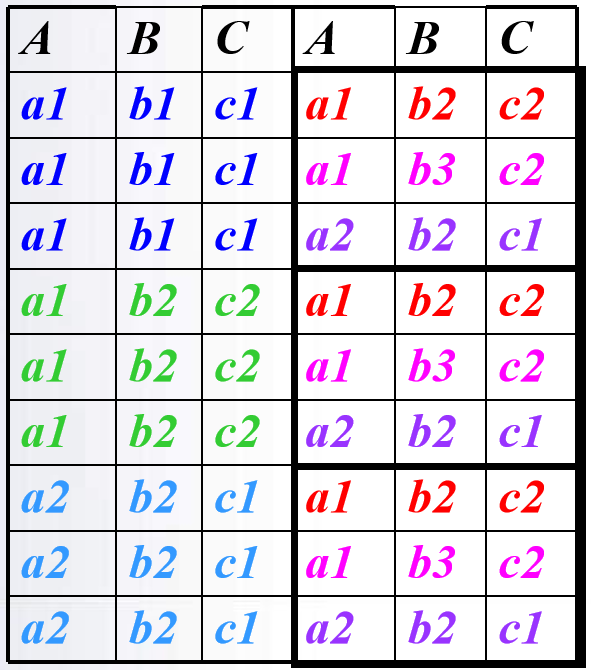 A B C A B C
a1 b1 c1 a1 b2 c2
a1 b1 c1 a1 b3 c2
a1 b1 c1 a2 b2 c1
a1 b2 c2 a1 b2 c2
a1 b2 c2 a1 b3 c2
a1 b2 c2 a2 b2 c1
a2 b2 c1 a1 b2 c2
a2 b2 c1 a1 b3 c2
a2 b2 c1 a2 b2 c1